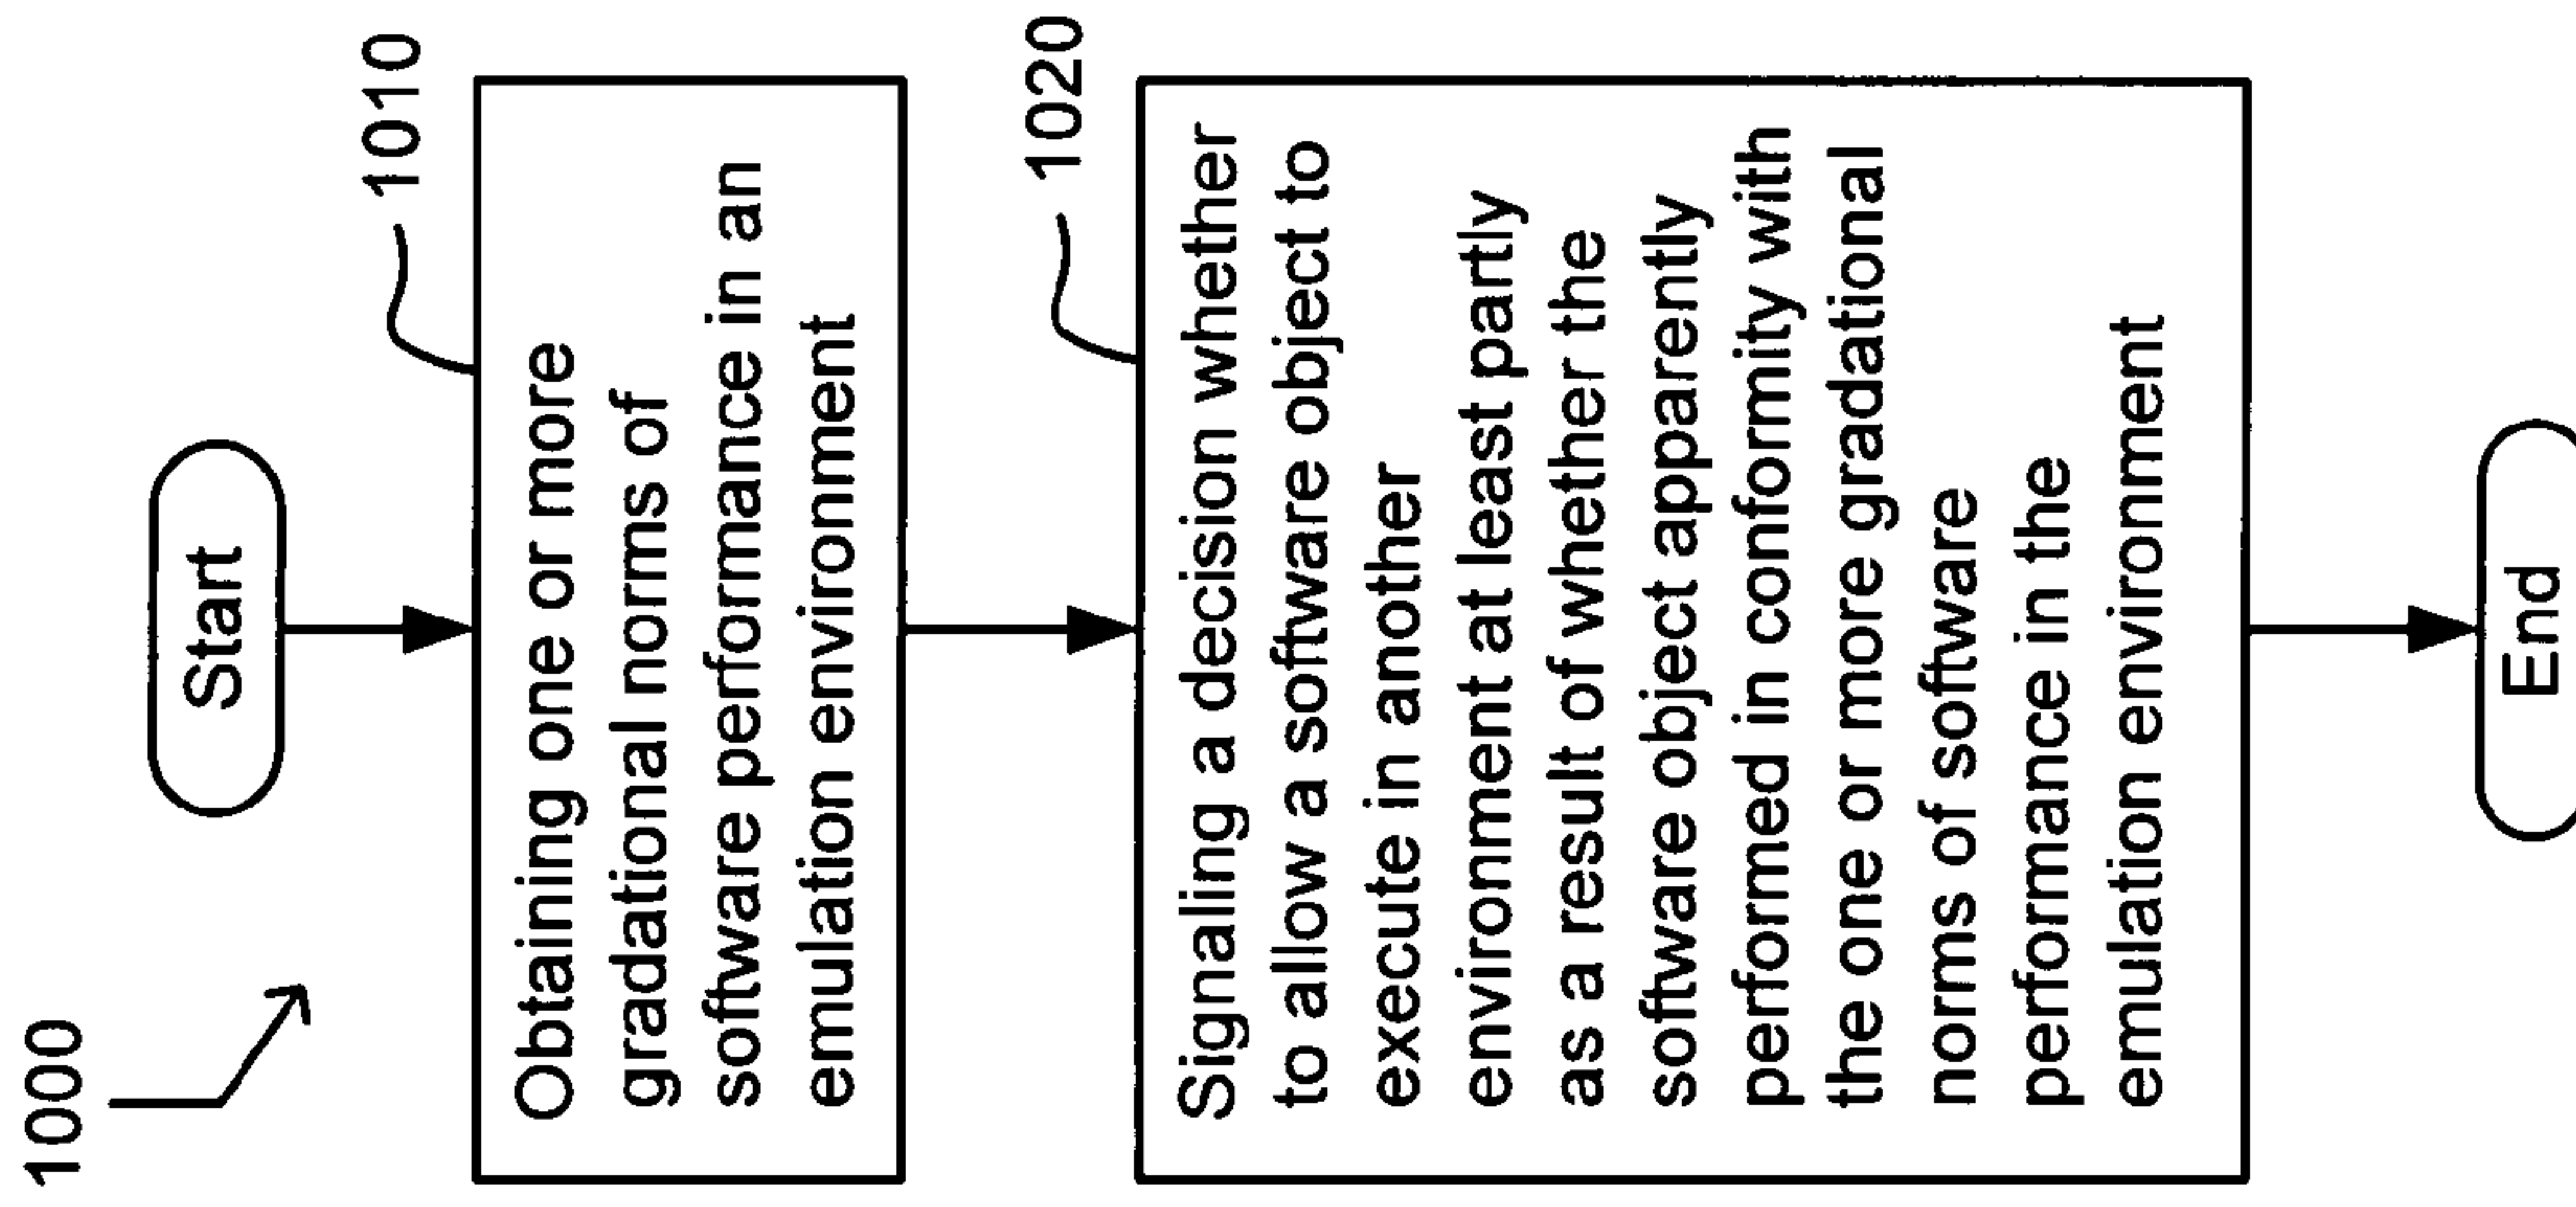 1000
Start
1010
Obtaining one or more
gradational norms of
software performance in an
emulation environment
1020
Signaling a decision whether
to allow a software object to
execute in another
environment at least partly
as a result of whether the
software object apparently
performed in conformity with
the one or more gradational
norms of software
performance in the
emulation environment
End